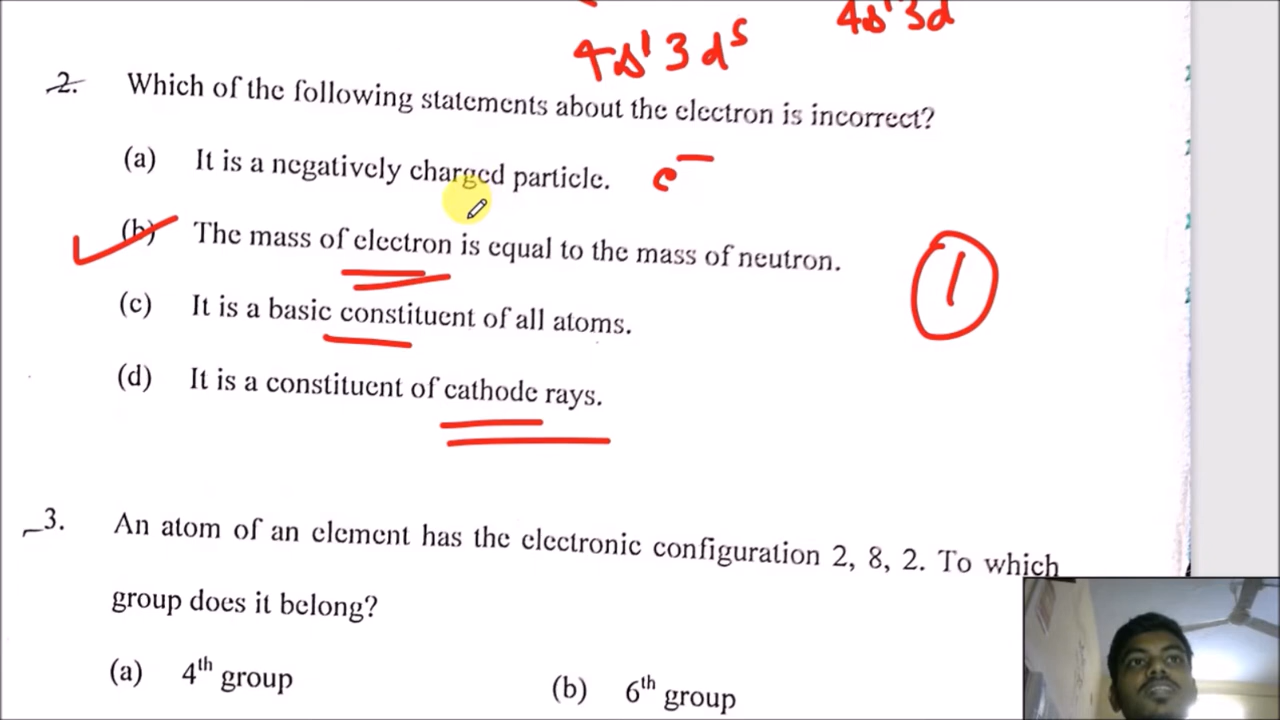 4s¹3d⁵
4s¹3d
2. Which of the following statements about the electron is incorrect?
(a) It is a negatively charged particle. e⁻
(b) The mass of electron is equal to the mass of neutron.
1
(c) It is a basic constituent of all atoms.
(d) It is a constituent of cathode rays.
3. An atom of an element has the electronic configuration 2, 8, 2. To which
group does it belong?
(a) 4th group (b) 6th group